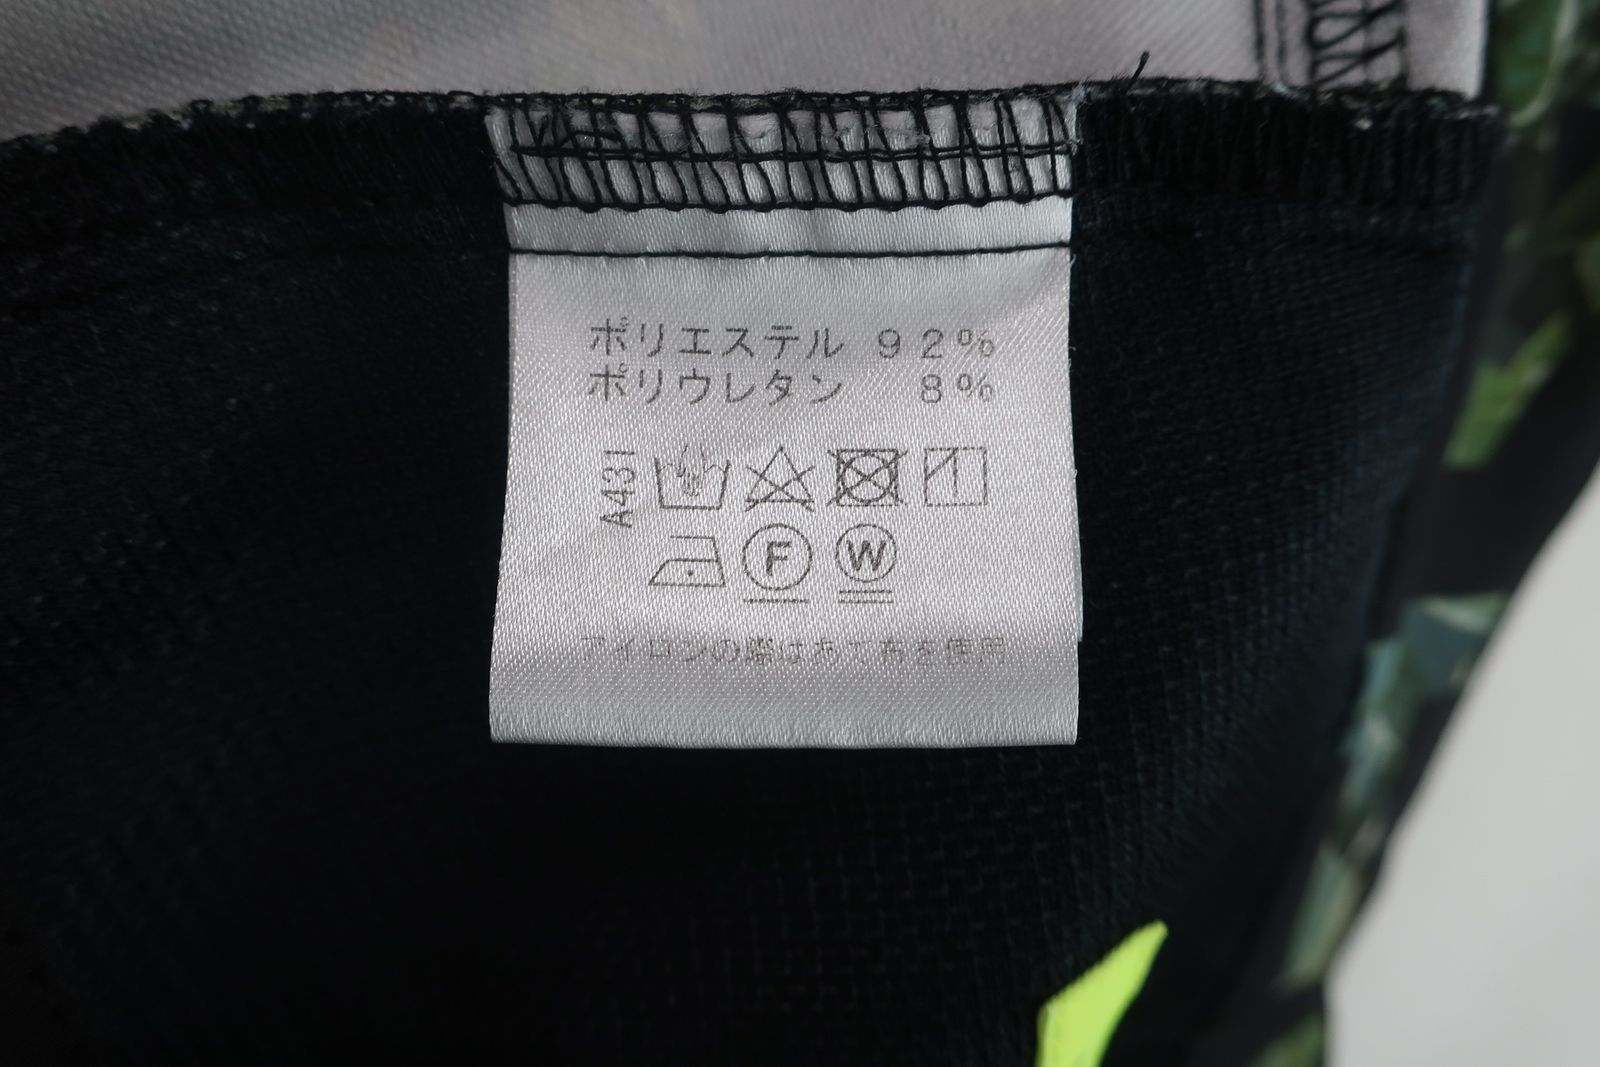 ポリエステル 92%
ポリウレタン 8%
A431
F W
アイロンの際はあて布を使用